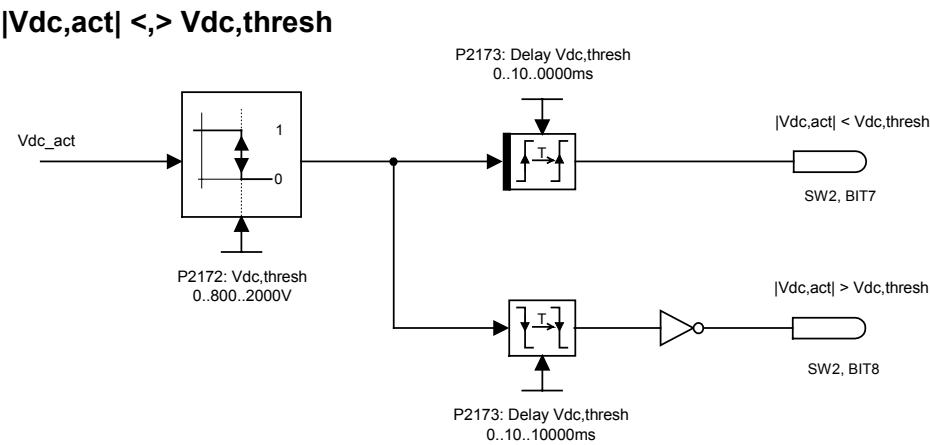 |Vdc,act| <,> Vdc,thresh
P2173: Delay Vdc,thresh
0..10..0000ms
|Vdc,act| < Vdc,thresh
Vdc_act
1
T
0
SW2, BIT7
P2172: Vdc,thresh
0..800..2000V
|Vdc,act| > Vdc,thresh
T
SW2, BIT8
P2173: Delay Vdc,thresh
0..10..10000ms